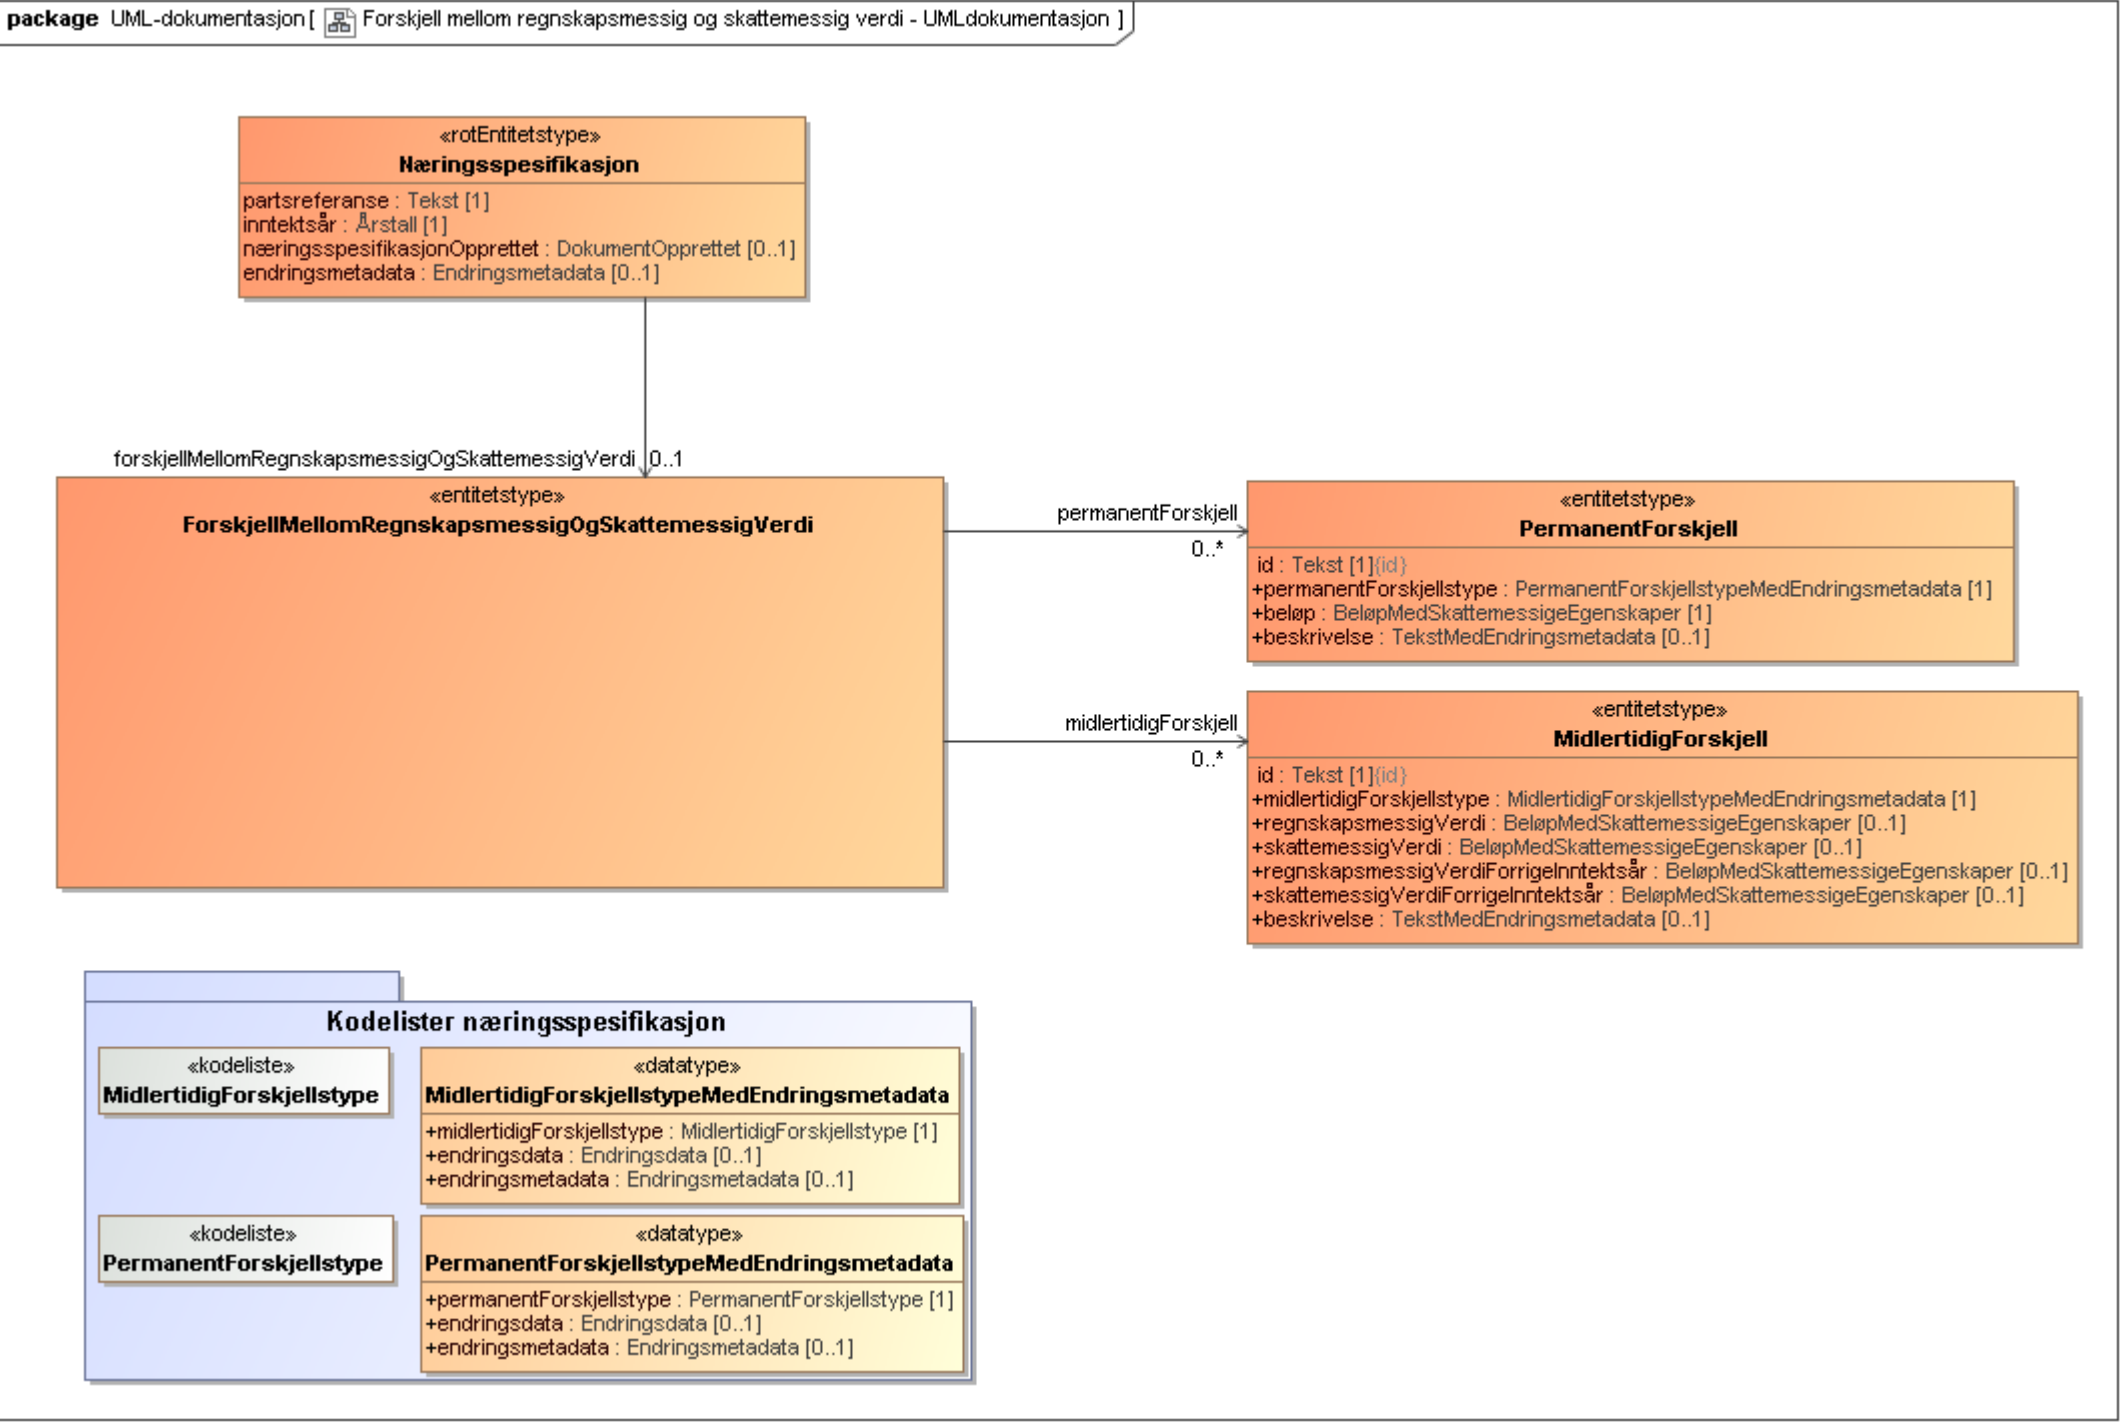 package UML-dokumentasjon [ Forskjell mellom regnskapsmessig og skattemessig verdi - UMLdokumentasjon ]
«rotEntitetstype»
Næringsspesifikasjon
partsreferanse : Tekst [1]
inntektsår : Årstall [1]
næringsspesifikasjonOpprettet : DokumentOpprettet [0..1]
endringsmetadata : Endringsmetadata [0..1]
forskjellMellomRegnskapsmessigOgSkattemessigVerdi 0..1
«entitetstype»
ForskjellMellomRegnskapsmessigOgSkattemessigVerdi
permanentForskjell
0..*
«entitetstype»
PermanentForskjell
id : Tekst [1]{id}
+permanentForskjellstype : PermanentForskjellstypeMedEndringsmetadata [1]
+beløp : BeløpMedSkattemessigeEgenskaper [1]
+beskrivelse : TekstMedEndringsmetadata [0..1]
midlertidigForskjell
0..*
«entitetstype»
MidlertidigForskjell
id : Tekst [1]{id}
+midlertidigForskjellstype : MidlertidigForskjellstypeMedEndringsmetadata [1]
+regnskapsmessigVerdi : BeløpMedSkattemessigeEgenskaper [0..1]
+skattemessigVerdi : BeløpMedSkattemessigeEgenskaper [0..1]
+regnskapsmessigVerdiForrigeInntektsår : BeløpMedSkattemessigeEgenskaper [0..1]
+skattemessigVerdiForrigeInntektsår : BeløpMedSkattemessigeEgenskaper [0..1]
+beskrivelse : TekstMedEndringsmetadata [0..1]
Kodelister næringsspesifikasjon
«kodeliste»
MidlertidigForskjellstype
«datatype»
MidlertidigForskjellstypeMedEndringsmetadata
+midlertidigForskjellstype : MidlertidigForskjellstype [1]
+endringsdata : Endringsdata [0..1]
+endringsmetadata : Endringsmetadata [0..1]
«kodeliste»
PermanentForskjellstype
«datatype»
PermanentForskjellstypeMedEndringsmetadata
+permanentForskjellstype : PermanentForskjellstype [1]
+endringsdata : Endringsdata [0..1]
+endringsmetadata : Endringsmetadata [0..1]